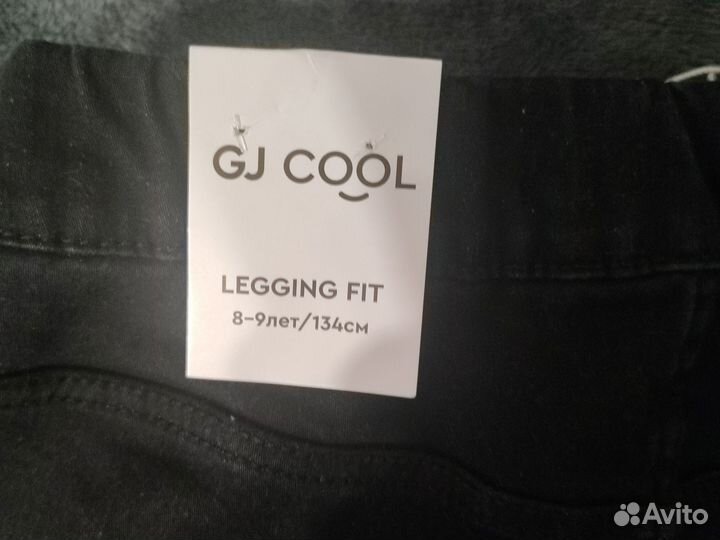 GJ COOL
LEGGING FIT
8-9лет/134см
Avito